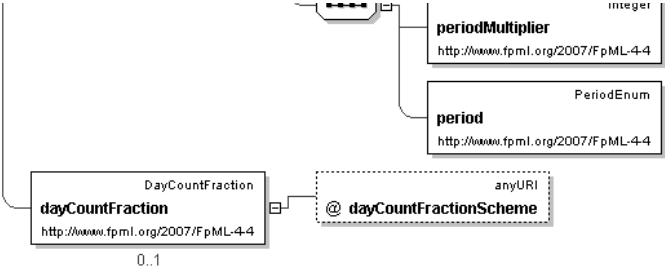 integer
periodMultiplier
http://www.fpml.org/2007/FpML-4-4
PeriodEnum
period
http://www.fpml.org/2007/FpML-4-4
DayCountFraction
dayCountFraction
http://www.fpml.org/2007/FpML-4-4
0..1
anyURI
@ dayCountFractionScheme